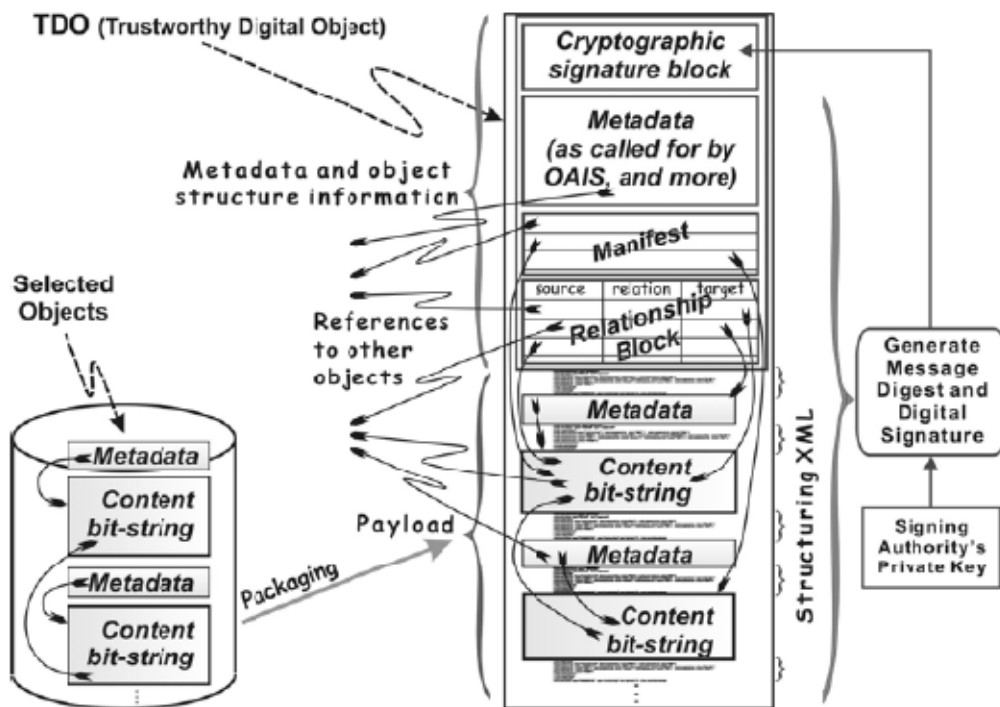 TDO (Trustworthy Digital Object)
Cryptographic
signature block
Metadata
(as called for by
OAIS, and more)
Metadata and object
structure information
Manifest
source relation target
Relationship
Block
Selected
Objects
References
to other
objects
Generate
Message
Digest and
Digital
Signature
Metadata
Content
bit-string
Metadata
Content
bit-string
Structuring XML
Signing
Authority's
Private Key
Payload
Packaging
Metadata
Content
bit-string
Metadata
Content
bit-string